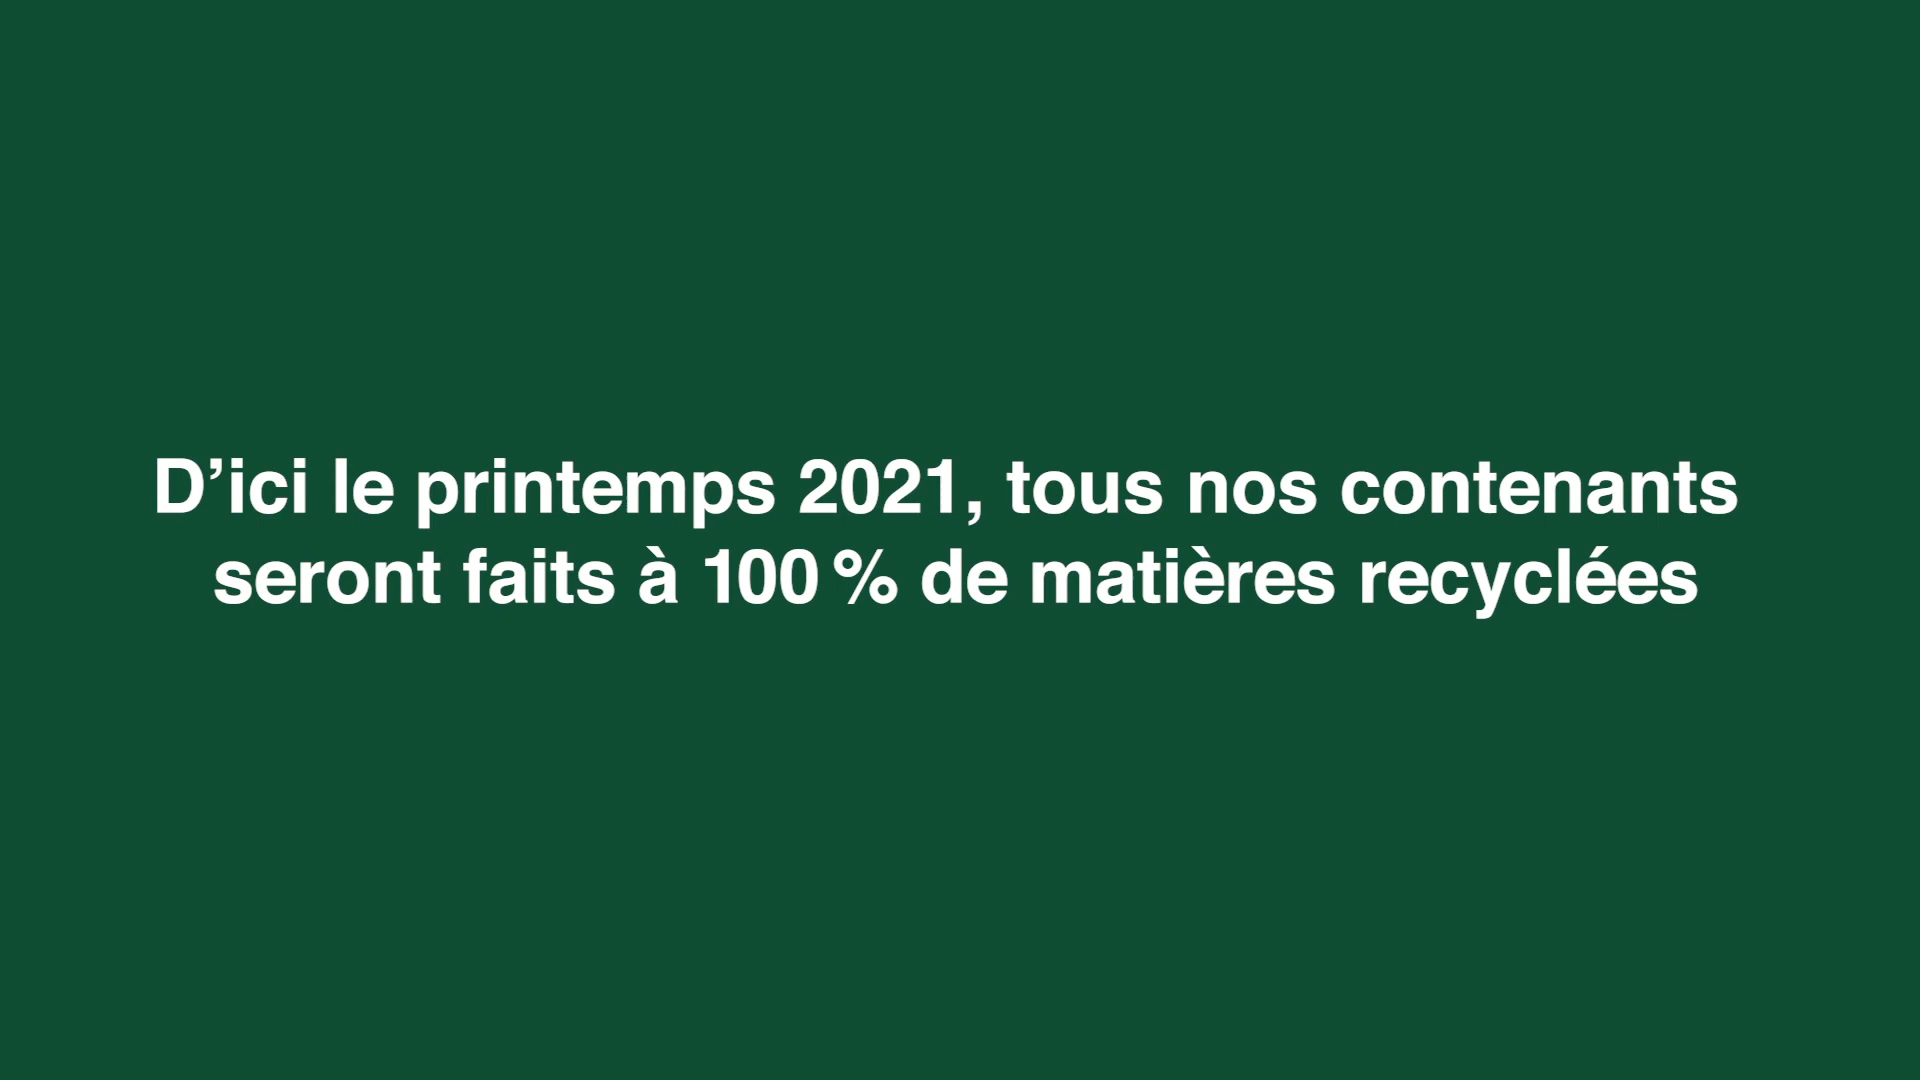 D’ici le printemps 2021, tous nos contenants
seront faits à 100 % de matières recyclées